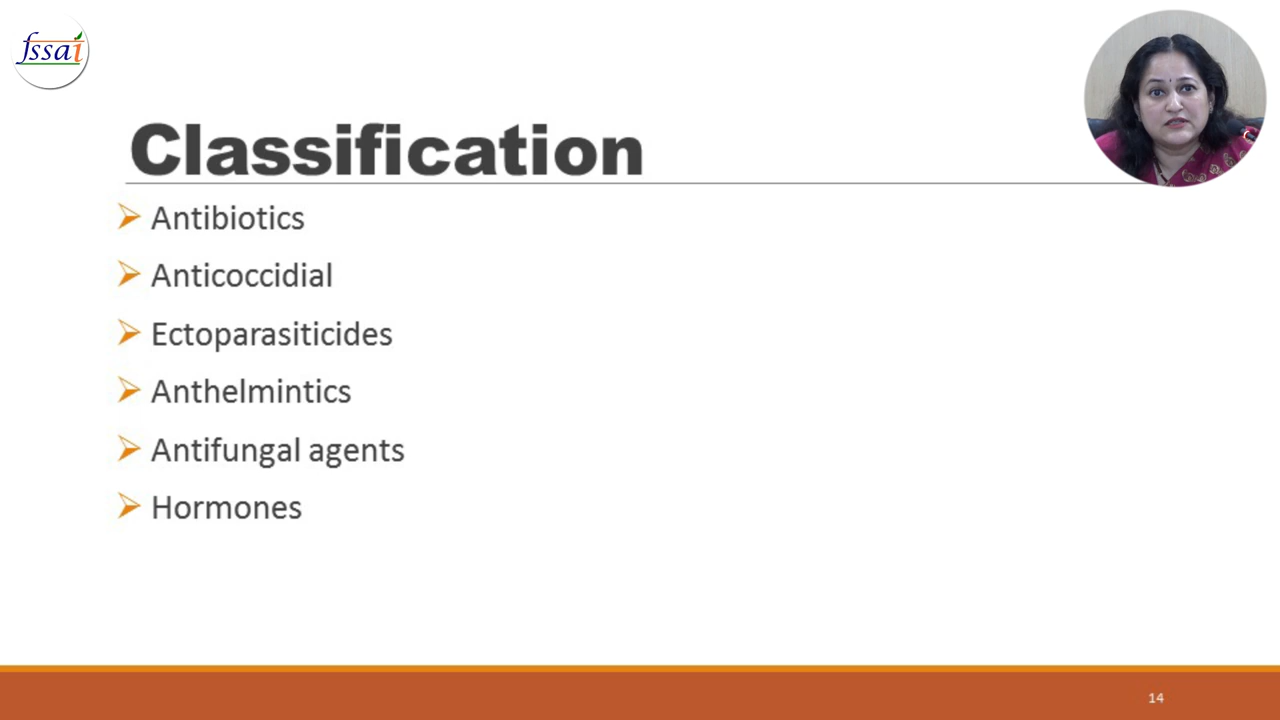 fssai
Classification
Antibiotics
Anticoccidial
Ectoparasiticides
Anthelmintics
Antifungal agents
Hormones
14